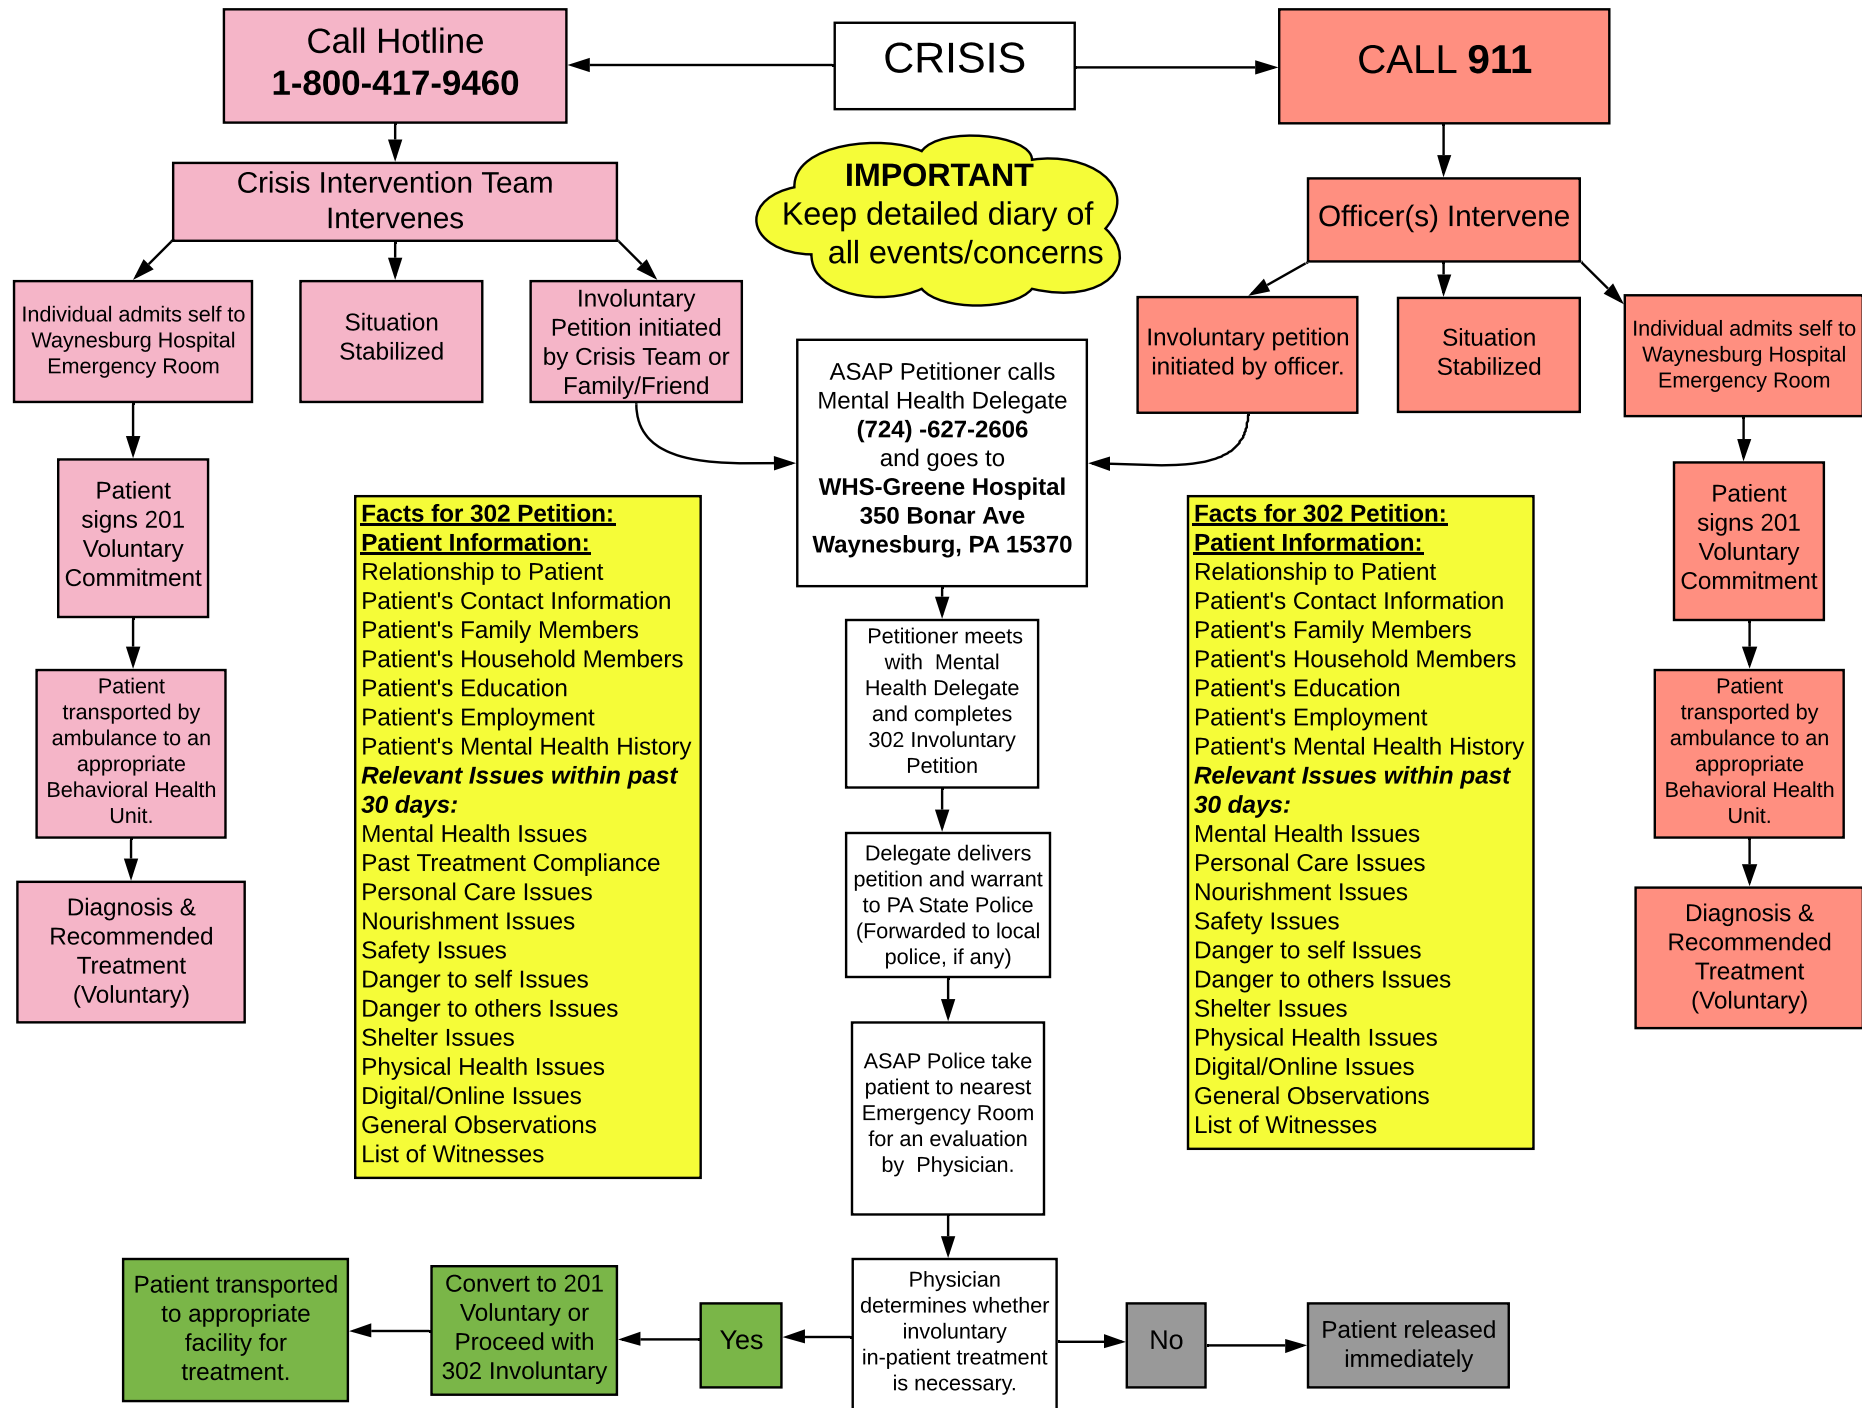 CRISIS
Call Hotline
1-800-417-9460
CALL 911
IMPORTANT
Keep detailed diary of
all events/concerns
Crisis Intervention Team
Intervenes
Officer(s) Intervene
Individual admits self to
Waynesburg Hospital
Emergency Room
Situation
Stabilized
Involuntary
Petition initiated
by Crisis Team or
Family/Friend
Involuntary petition
initiated by officer.
Situation
Stabilized
Individual admits self to
Waynesburg Hospital
Emergency Room
ASAP Petitioner calls
Mental Health Delegate
(724) -627-2606
and goes to
WHS-Greene Hospital
350 Bonar Ave
Waynesburg, PA 15370
Patient
signs 201
Voluntary
Commitment
Patient
transported by
ambulance to an
appropriate
Behavioral Health
Unit.
Diagnosis &
Recommended
Treatment
(Voluntary)
Facts for 302 Petition:
Patient Information:
Relationship to Patient
Patient's Contact Information
Patient's Family Members
Patient's Household Members
Patient's Education
Patient's Employment
Patient's Mental Health History
Relevant Issues within past
30 days:
Mental Health Issues
Past Treatment Compliance
Personal Care Issues
Nourishment Issues
Safety Issues
Danger to self Issues
Danger to others Issues
Shelter Issues
Physical Health Issues
Digital/Online Issues
General Observations
List of Witnesses
Petitioner meets
with  Mental
Health Delegate
and completes
302 Involuntary
Petition
Delegate delivers
petition and warrant
to PA State Police
(Forwarded to local
police, if any)
ASAP Police take
patient to nearest
Emergency Room
for an evaluation
by  Physician.
Facts for 302 Petition:
Patient Information:
Relationship to Patient
Patient's Contact Information
Patient's Family Members
Patient's Household Members
Patient's Education
Patient's Employment
Patient's Mental Health History
Relevant Issues within past
30 days:
Mental Health Issues
Personal Care Issues
Nourishment Issues
Safety Issues
Danger to self Issues
Danger to others Issues
Shelter Issues
Physical Health Issues
Digital/Online Issues
General Observations
List of Witnesses
Patient
signs 201
Voluntary
Commitment
Patient
transported by
ambulance to an
appropriate
Behavioral Health
Unit.
Diagnosis &
Recommended
Treatment
(Voluntary)
Physician
determines whether
involuntary
in-patient treatment
is necessary.
Yes
Convert to 201
Voluntary or
Proceed with
302 Involuntary
Patient transported
to appropriate
facility for
treatment.
No
Patient released
immediately